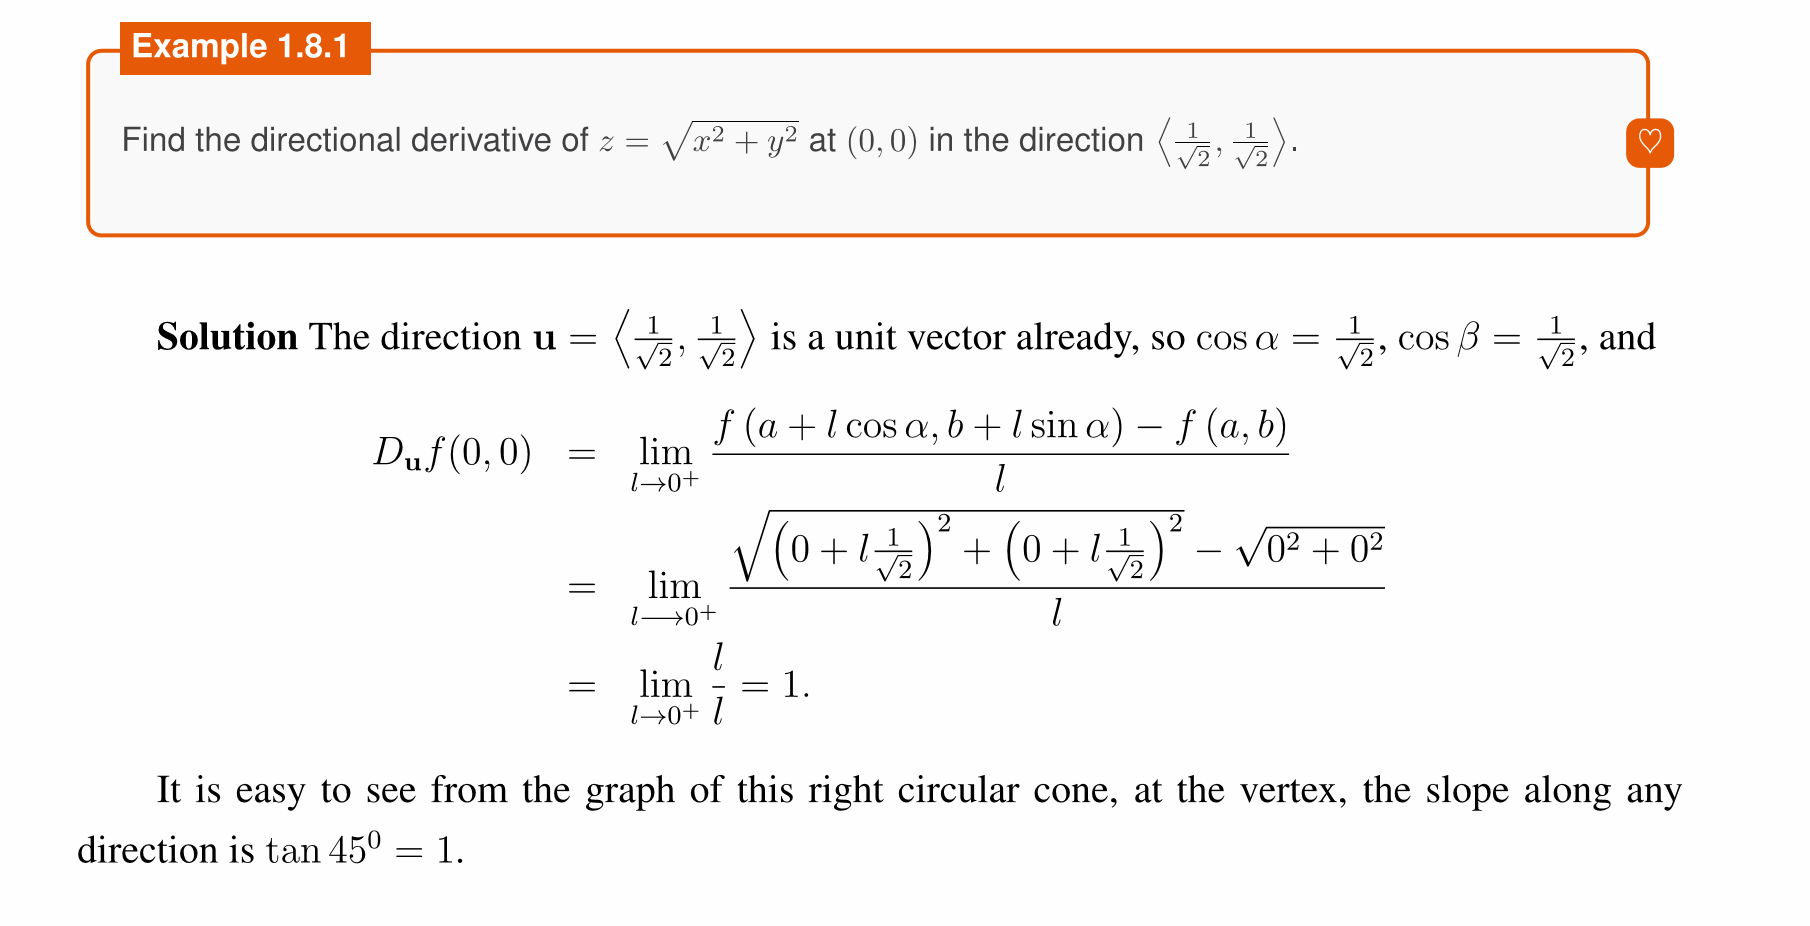 Example 1.8.1
Find the directional derivative of $z = \sqrt{x^2 + y^2}$ at $(0, 0)$ in the direction $\left\langle \frac{1}{\sqrt{2}}, \frac{1}{\sqrt{2}} \right\rangle$.
♡
Solution The direction $\mathbf{u} = \left\langle \frac{1}{\sqrt{2}}, \frac{1}{\sqrt{2}} \right\rangle$ is a unit vector already, so $\cos \alpha = \frac{1}{\sqrt{2}}$, $\cos \beta = \frac{1}{\sqrt{2}}$, and
$D_{\mathbf{u}} f(0, 0) = \lim_{l \to 0^+} \frac{f(a + l \cos \alpha, b + l \sin \alpha) - f(a, b)}{l}$
$= \lim_{l \longrightarrow 0^+} \frac{\sqrt{\left(0 + l \frac{1}{\sqrt{2}}\right)^2 + \left(0 + l \frac{1}{\sqrt{2}}\right)^2} - \sqrt{0^2 + 0^2}}{l}$
$= \lim_{l \to 0^+} \frac{l}{l} = 1.$
It is easy to see from the graph of this right circular cone, at the vertex, the slope along any
direction is $\tan 45^0 = 1$.